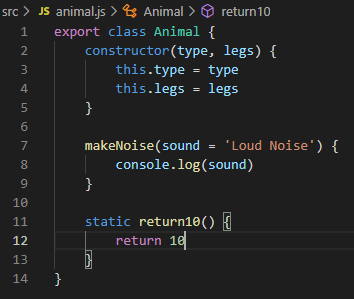 src > JS animal.js > Animal > return10
1 export class Animal {
2     constructor(type, legs) {
3         this.type = type
4         this.legs = legs
5     }
6
7     makeNoise(sound = 'Loud Noise') {
8         console.log(sound)
9     }
10
11     static return10() {
12         return 10
13     }
14 }